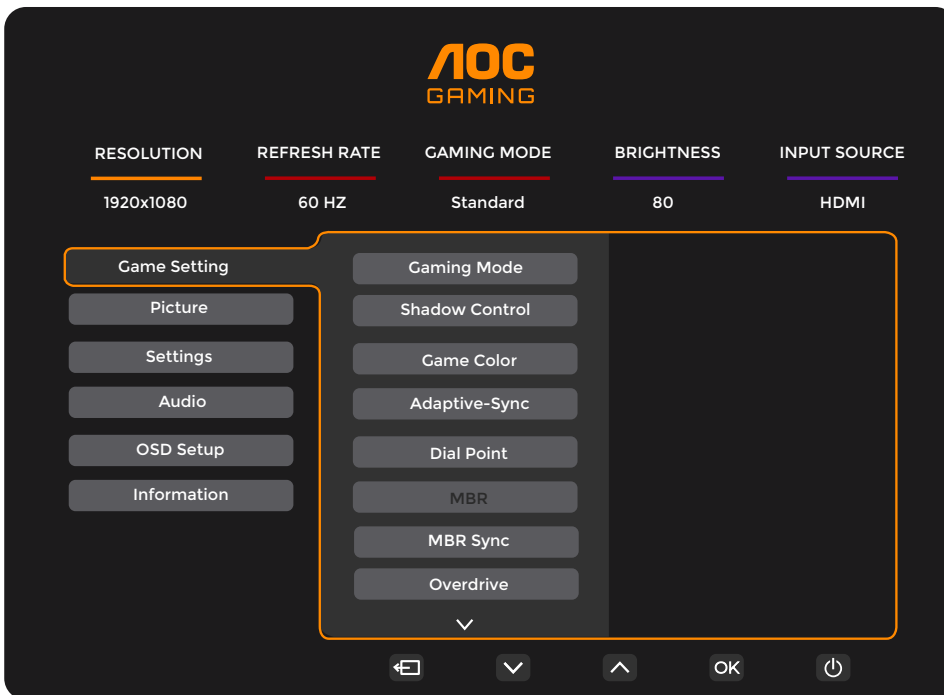 AOC
GAMING
RESOLUTION REFRESH RATE GAMING MODE BRIGHTNESS INPUT SOURCE
1920x1080 60 HZ Standard 80 HDMI
Game Setting
Picture
Settings
Audio
OSD Setup
Information
Gaming Mode
Shadow Control
Game Color
Adaptive-Sync
Dial Point
MBR
MBR Sync
Overdrive
OK